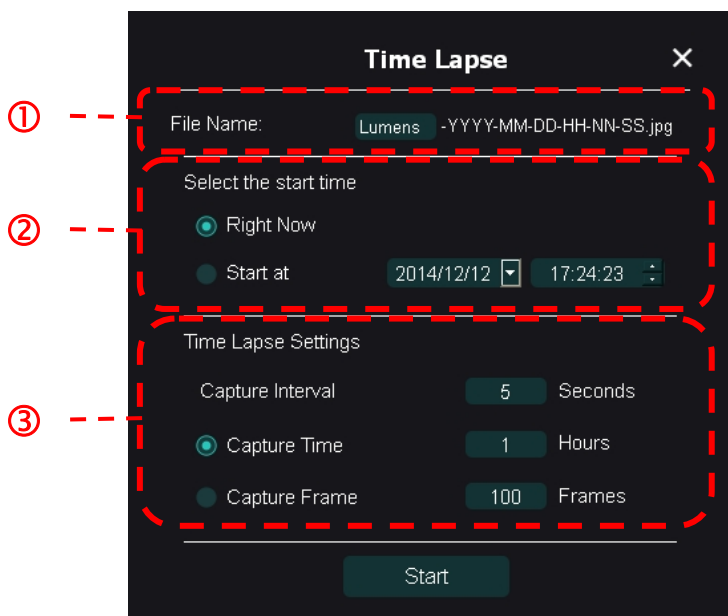 Time Lapse
① File Name: Lumens -YYYY-MM-DD-HH-NN-SS.jpg
Select the start time
② Right Now
Start at 2014/12/12 17:24:23
Time Lapse Settings
Capture Interval 5 Seconds
③ Capture Time 1 Hours
Capture Frame 100 Frames
Start